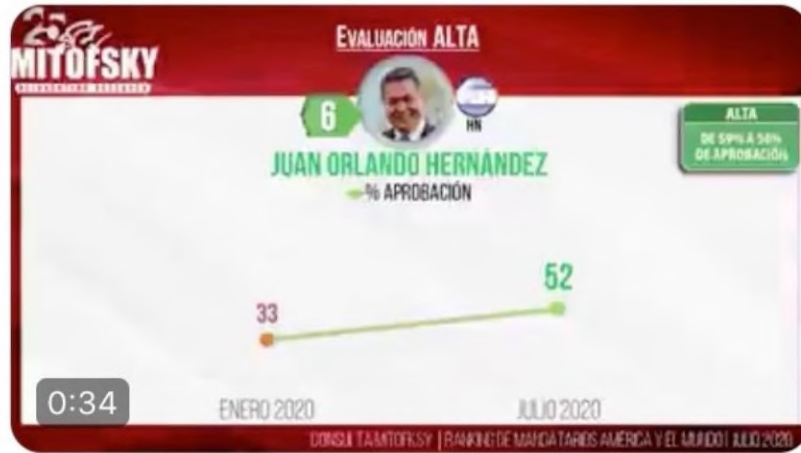 25
MITOFSKY
EVALUACIÓN ALTA
6
HN
JUAN ORLANDO HERNÁNDEZ
% APROBACIÓN
ALTA
DE 59% A 50%
DE APROBACIÓN
52
33
0:34
ENERO 2020
JULIO 2020
CONSULTA MITOFSKY | RANKING DE MANDATARIOS AMÉRICA Y EL MUNDO | JULIO 2020